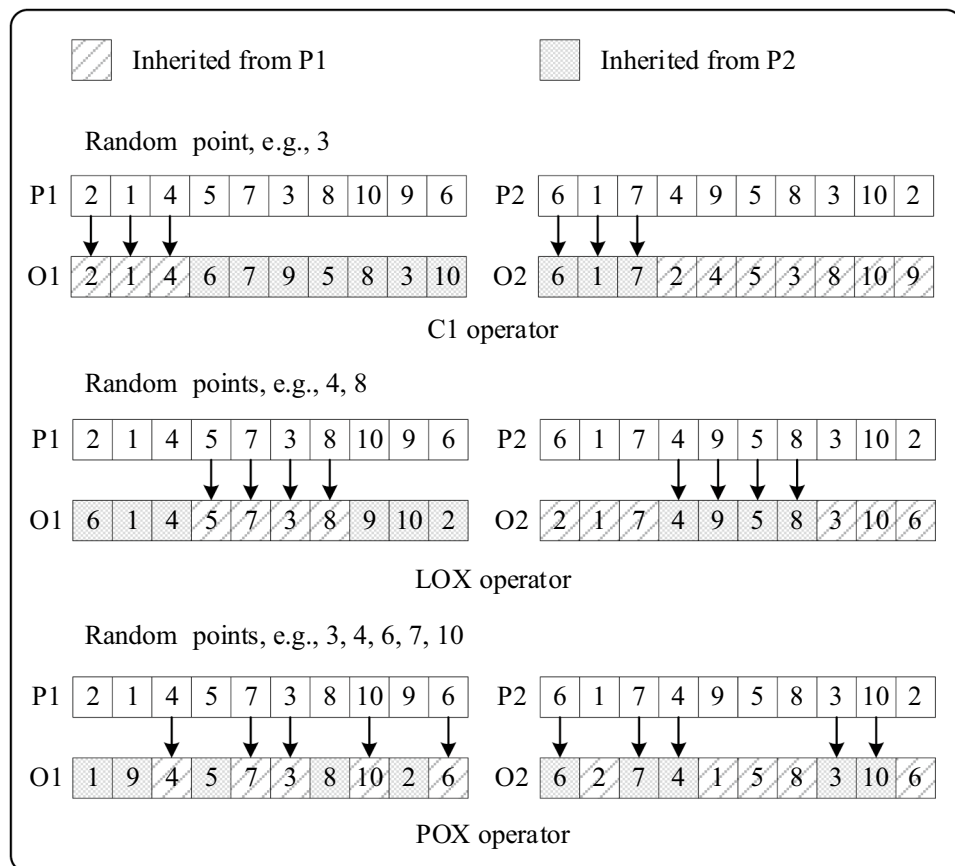 Inherited from P1 Inherited from P2
Random point, e.g., 3
P1 2 1 4 5 7 3 8 10 9 6 P2 6 1 7 4 9 5 8 3 10 2
O1 2 1 4 6 7 9 5 8 3 10 O2 6 1 7 2 4 5 3 8 10 9
C1 operator
Random points, e.g., 4, 8
P1 2 1 4 5 7 3 8 10 9 6 P2 6 1 7 4 9 5 8 3 10 2
O1 6 1 4 5 7 3 8 9 10 2 O2 2 1 7 4 9 5 8 3 10 6
LOX operator
Random points, e.g., 3, 4, 6, 7, 10
P1 2 1 4 5 7 3 8 10 9 6 P2 6 1 7 4 9 5 8 3 10 2
O1 1 9 4 5 7 3 8 10 2 6 O2 6 2 7 4 1 5 8 3 10 6
POX operator